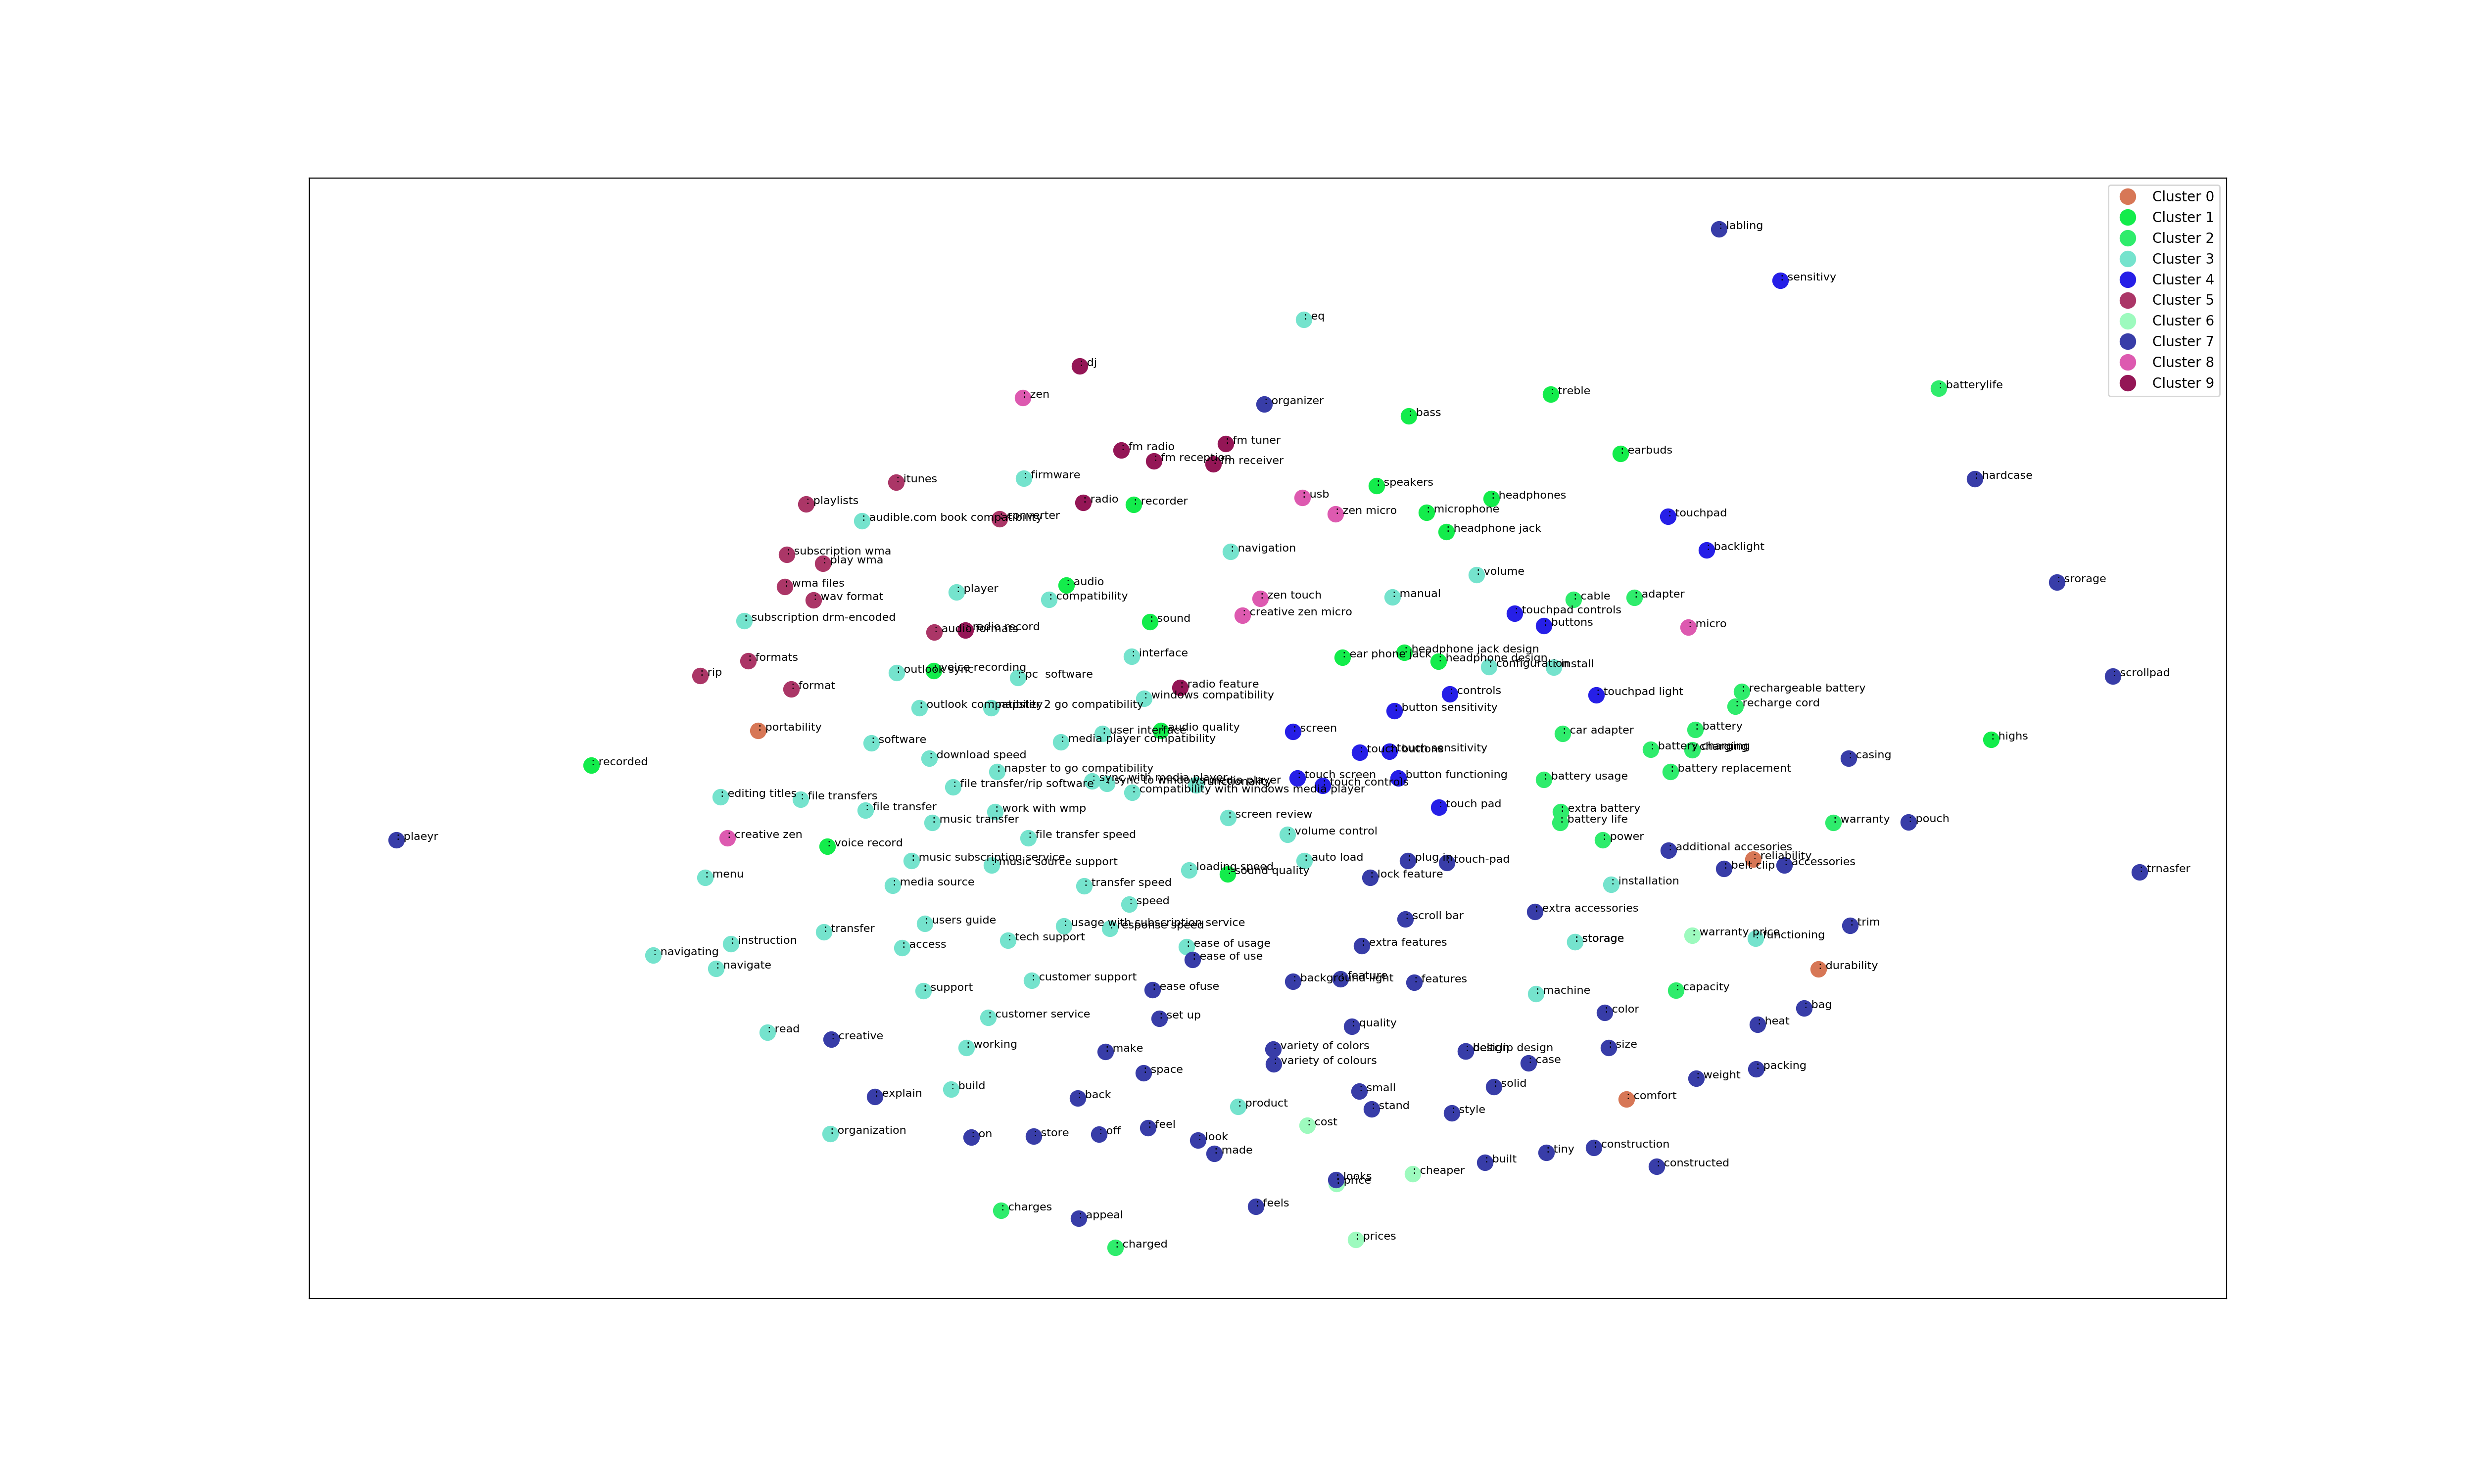 Cluster 0
Cluster 1
Cluster 2
Cluster 3
Cluster 4
Cluster 5
Cluster 6
Cluster 7
Cluster 8
Cluster 9
: labling
: sensitivy
: eq
: dj
: batterylife
: treble
: zen
: organizer
: bass
: fm tuner
: fm radio
: earbuds
: fm reception
: fm receiver
: itunes
: firmware
: hardcase
: speakers
: usb
: headphones
: playlists
: radio
: recorder
: zen micro
: microphone
: touchpad
: audible.com book compatibility
: converter
: headphone jack
: navigation
: backlight
: subscription wma
: play wma
: volume
: srorage
: wma files
: audio
: player
: wav format
: compatibility
: zen touch
: manual
: cable
: adapter
: creative zen micro
: touchpad controls
: subscription drm-encoded
: sound
: buttons
: micro
: audio formats
: radio record
: headphone jack design
: interface
: ear phone jack
: headphone design
: formats
: configuration
: install
: outlook sync
: voice recording
: rip
: pc  software
: scrollpad
: format
: radio feature
: controls
: touchpad light
: rechargeable battery
: windows compatibility
: recharge cord
: outlook compatibility
: napster 2 go compatibility
: button sensitivity
: portability
: user interface
: audio quality
: screen
: car adapter
: battery
: software
: media player compatibility
: highs
: touch buttons
: touch sensitivity
: battery charging
: charging
: download speed
: casing
: recorded
: napster to go compatibility
: battery replacement
: sync with media player
: sync to windows media player
: functionality
: touch screen
: touch controls
: button functioning
: battery usage
: file transfer/rip software
: compatibility with windows media player
: editing titles
: file transfers
: file transfer
: work with wmp
: touch pad
: extra battery
: music transfer
: screen review
: battery life
: warranty
: pouch
: plaeyr
: creative zen
: file transfer speed
: volume control
: power
: voice record
: additional accesories
: music subscription service
: music source support
: auto load
: plug in
: touch-pad
: reliability
: belt clip
: accessories
: loading speed
: sound quality
: trnasfer
: menu
: lock feature
: media source
: transfer speed
: installation
: speed
: extra accessories
: users guide
: usage with subscription service
: response speed
: scroll bar
: trim
: transfer
: instruction
: access
: tech support
: ease of usage
: extra features
: storage
: warranty price
: functioning
: navigating
: ease of use
: navigate
: durability
: customer support
: background light
: feature
: features
: support
: ease ofuse
: machine
: capacity
: bag
: customer service
: set up
: color
: read
: quality
: heat
: creative
: working
: make
: variety of colors
: design
: size
: variety of colours
: case
: space
: packing
: weight
: build
: small
: solid
: explain
: back
: comfort
: product
: stand
: style
: organization
: on
: store
: off
: feel
: cost
: look
: made
: construction
: tiny
: built
: constructed
: looks
: price
: cheaper
: charges
: feels
: appeal
: charged
: prices